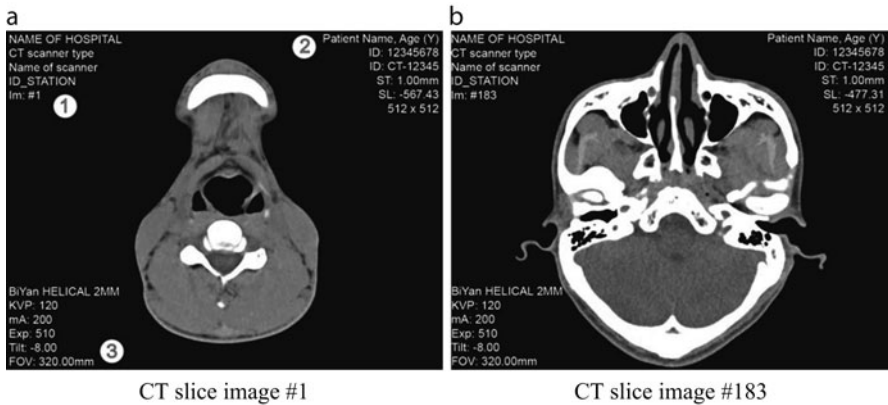 a
NAME OF HOSPITAL
CT scanner type
Name of scanner
ID_STATION
Im: #1
1
2
Patient Name, Age (Y)
ID: 12345678
ID: CT-12345
ST: 1.00mm
SL: -567.43
512 x 512
BiYan HELICAL 2MM
KVP: 120
mA: 200
Exp: 510
Tilt: -8.00
FOV: 320.00mm
3
CT slice image #1
b
NAME OF HOSPITAL
CT scanner type
Name of scanner
ID_STATION
Im: #183
Patient Name, Age (Y)
ID: 12345678
ID: CT-12345
ST: 1.00mm
SL: -477.31
512 x 512
BiYan HELICAL 2MM
KVP: 120
mA: 200
Exp: 510
Tilt: -8.00
FOV: 320.00mm
CT slice image #183